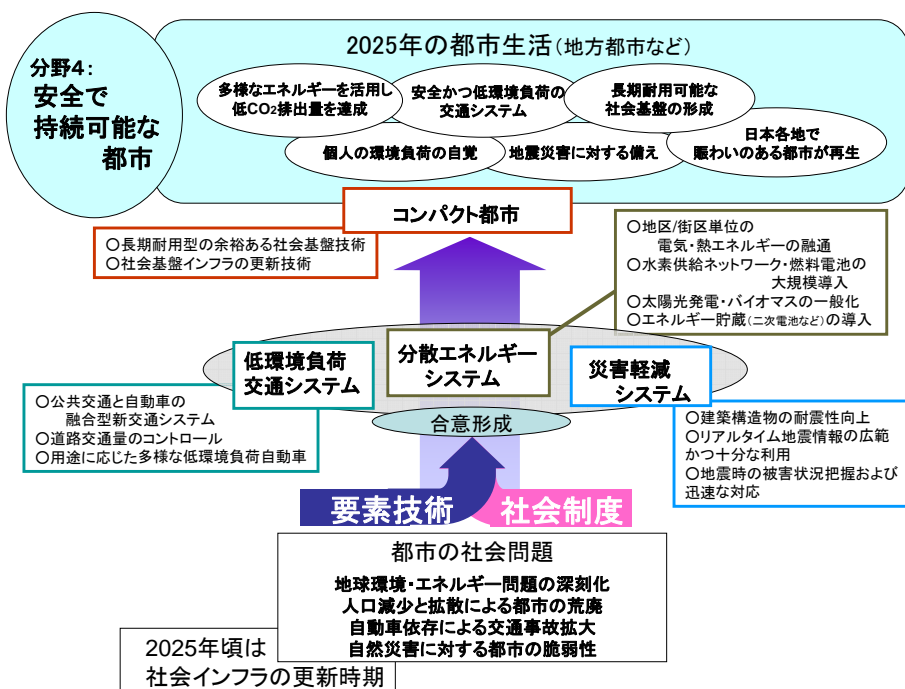 分野4:
安全で
持続可能な
都市
2025年の都市生活(地方都市など)
多様なエネルギーを活用し
低CO2排出量を達成
安全かつ低環境負荷の
交通システム
長期耐用可能な
社会基盤の形成
個人の環境負荷の自覚
地震災害に対する備え
日本各地で
賑わいのある都市が再生
コンパクト都市
○長期耐用型の余裕ある社会基盤技術
○社会基盤インフラの更新技術
○地区/街区単位の
電気・熱エネルギーの融通
○水素供給ネットワーク・燃料電池の
大規模導入
○太陽光発電・バイオマスの一般化
○エネルギー貯蔵(二次電池など)の導入
低環境負荷
交通システム
分散エネルギー
システム
災害軽減
システム
○公共交通と自動車の
融合型新交通システム
○道路交通量のコントロール
○用途に応じた多様な低環境負荷自動車
合意形成
○建築構造物の耐震性向上
○リアルタイム地震情報の広範
かつ十分な利用
○地震時の被害状況把握および
迅速な対応
要素技術
社会制度
都市の社会問題
地球環境・エネルギー問題の深刻化
人口減少と拡散による都市の荒廃
自動車依存による交通事故拡大
自然災害に対する都市の脆弱性
2025年頃は
社会インフラの更新時期